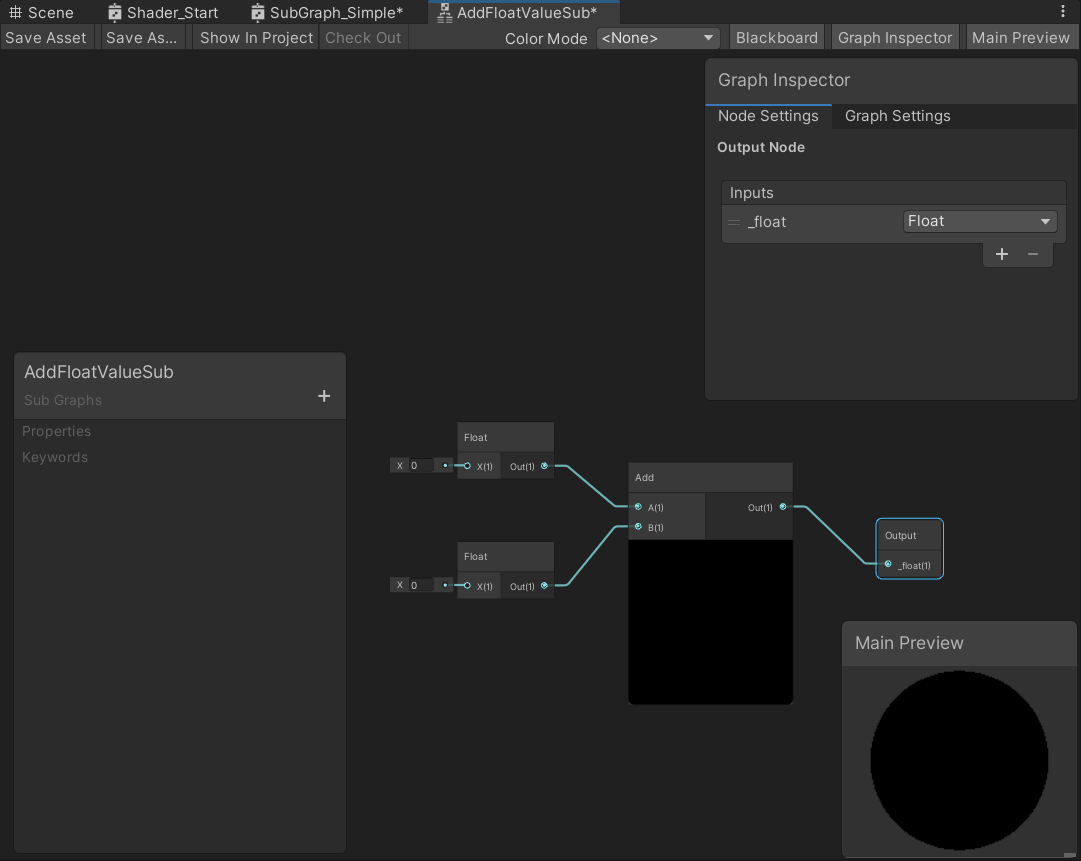 Scene Shader_Start SubGraph_Simple* AddFloatValueSub*
Save Asset Save As... Show In Project Check Out Color Mode <None> Blackboard Graph Inspector Main Preview
Graph Inspector
Node Settings Graph Settings
Output Node
Inputs
_float Float
+ −
AddFloatValueSub
Sub Graphs +
Properties
Keywords
Float
X 0 X(1) Out(1)
Float
X 0 X(1) Out(1)
Add
A(1) Out(1)
B(1)
Output
_float(1)
Main Preview